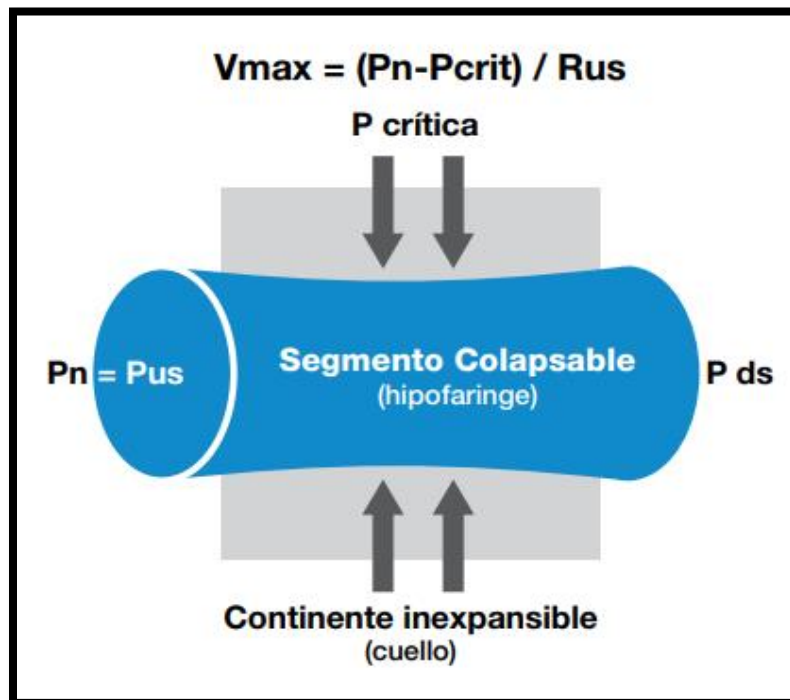 Vmax = (Pn-Pcrit) / Rus
P crítica
Pn = Pus
Segmento Colapsable
(hipofaringe)
P ds
Continente inexpansible
(cuello)